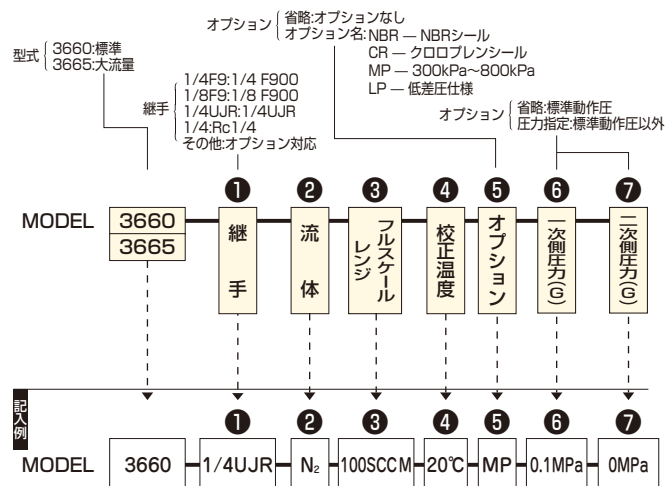 オプション 省略:オプションなし
オプション名:NBR — NBRシール
CR — クロロプレンシール
MP — 300kPa~800kPa
LP — 低差圧仕様
型式 3660:標準
3665:大流量
継手 1/4F9:1/4 F900
1/8F9:1/8 F900
1/4UJR:1/4UJR
1/4:Rc1/4
その他:オプション対応
オプション 省略:標準動作圧
圧力指定:標準動作圧以外
❶ ❷ ❸ ❹ ❺ ❻ ❼
MODEL 3660
3665
継手
流体
フルスケール
レンジ
校正温度
オプション
一次側圧力(G)
二次側圧力(G)
記入例
❶ ❷ ❸ ❹ ❺ ❻ ❼
MODEL 3660 1/4UJR N₂ 100SCCM 20℃ MP 0.1MPa 0MPa